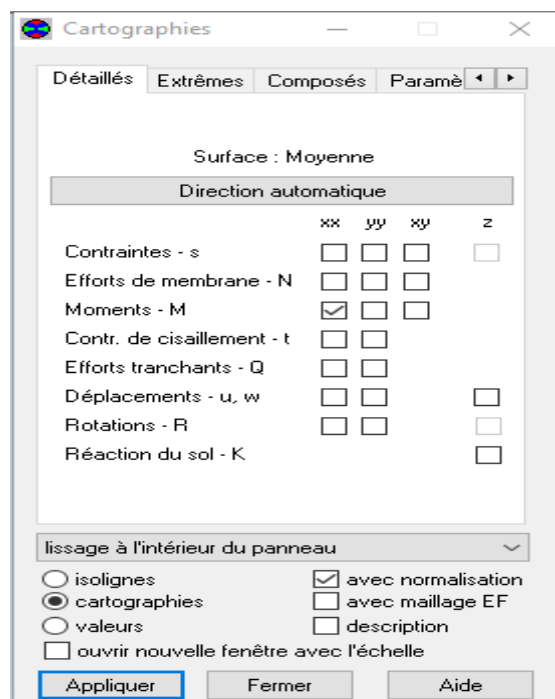 Cartographies
Détaillés Extrêmes Composés Paramè
Surface : Moyenne
Direction automatique
xx yy xy z
Contraintes - s
Efforts de membrane - N
Moments - M
Contr. de cisaillement - t
Efforts tranchants - Q
Déplacements - u, w
Rotations - R
Réaction du sol - K
lissage à l'intérieur du panneau
isolignes avec normalisation
cartographies avec maillage EF
valeurs description
ouvrir nouvelle fenêtre avec l'échelle
Appliquer Fermer Aide